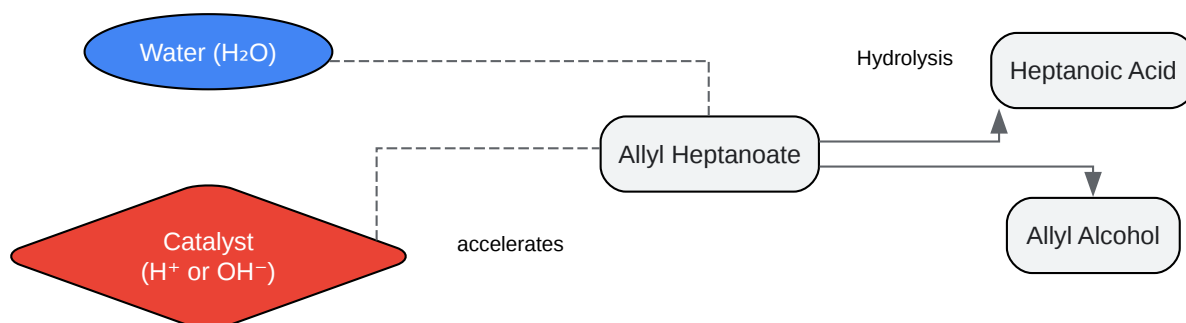 Water (H₂O)
Hydrolysis
Heptanoic Acid
Allyl Heptanoate
Allyl Alcohol
Catalyst
(H⁺ or OH⁻)
accelerates